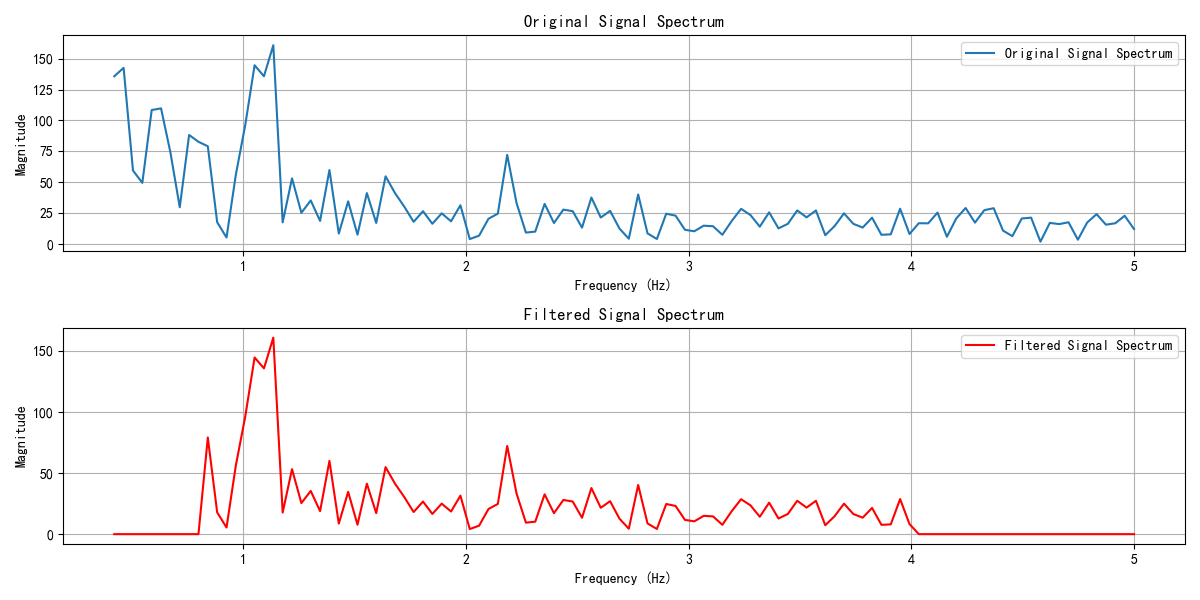 Original Signal Spectrum
Original Signal Spectrum
150
125
100
75
50
25
0
Magnitude
1 2 3 4 5
Frequency (Hz)
Filtered Signal Spectrum
Filtered Signal Spectrum
150
100
50
0
Magnitude
1 2 3 4 5
Frequency (Hz)